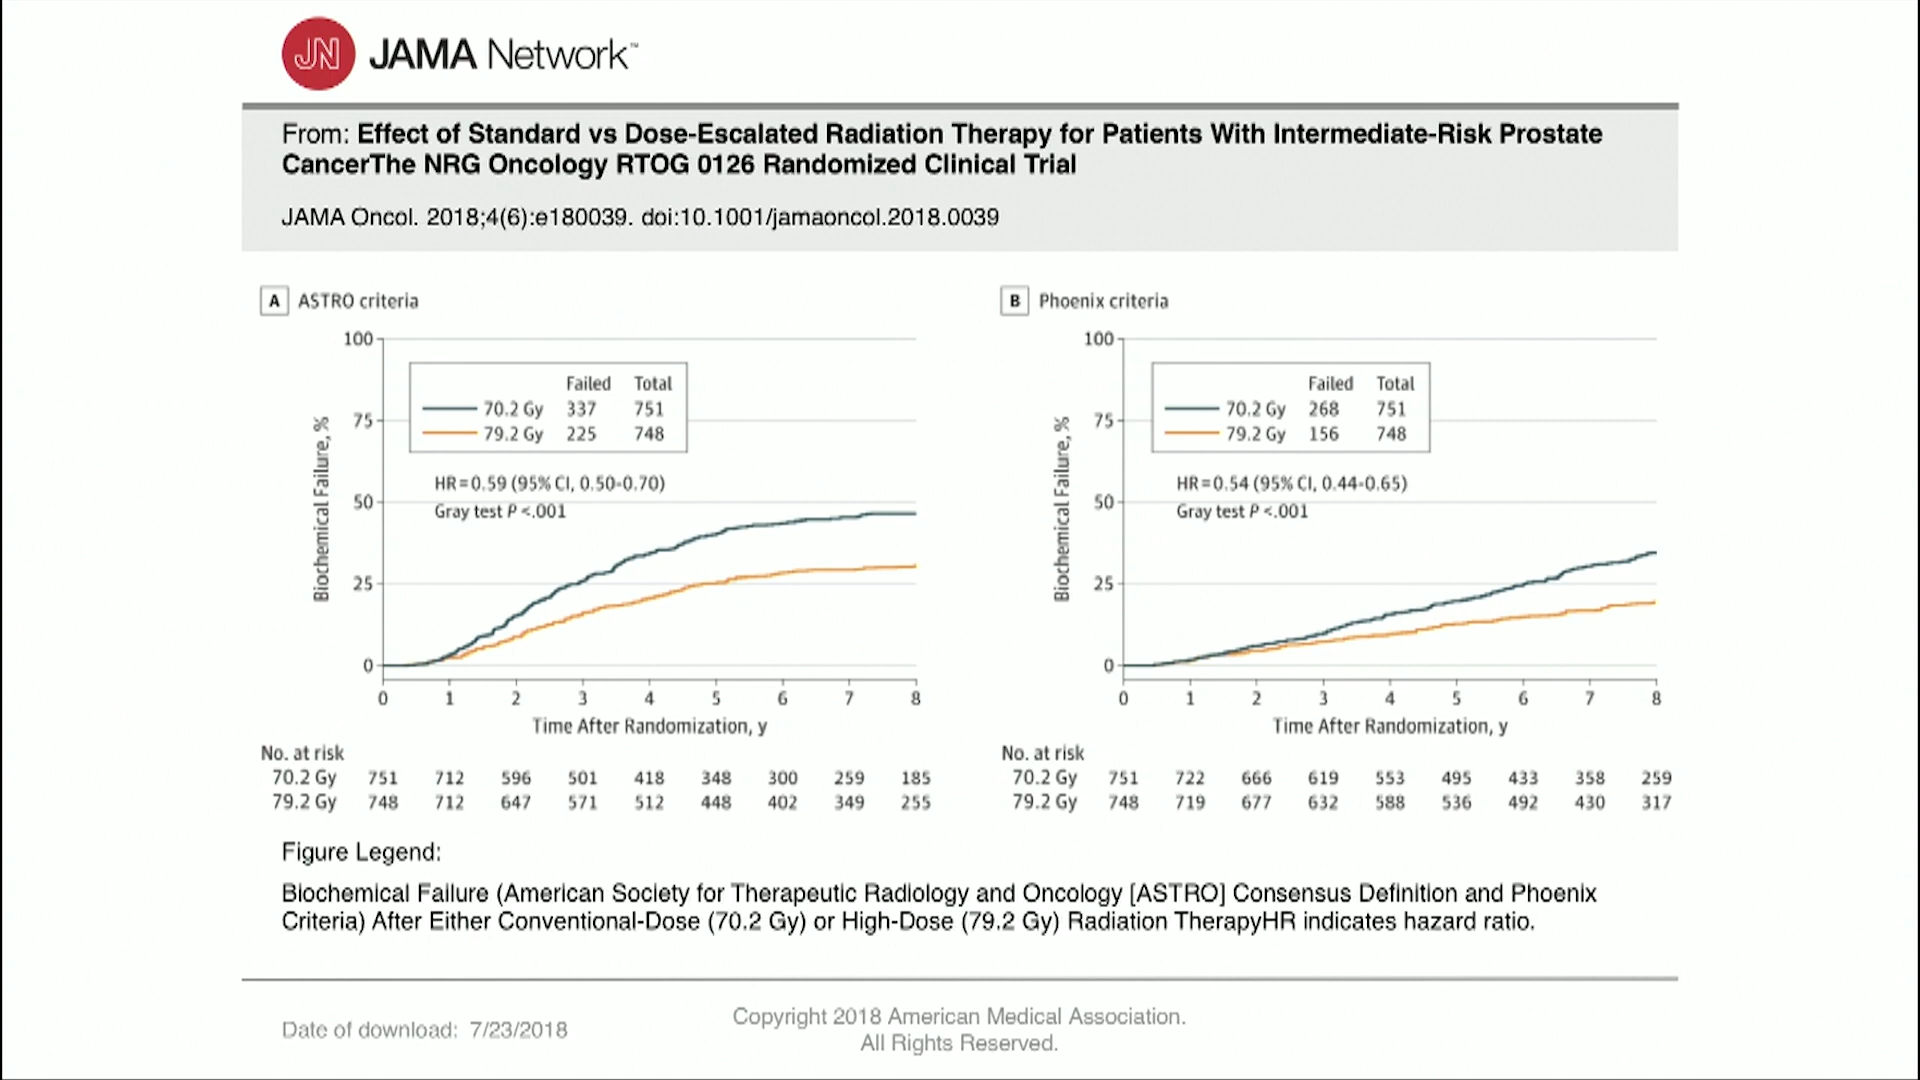 JN JAMA Network™
From: Effect of Standard vs Dose-Escalated Radiation Therapy for Patients With Intermediate-Risk Prostate
CancerThe NRG Oncology RTOG 0126 Randomized Clinical Trial
JAMA Oncol. 2018;4(6):e180039. doi:10.1001/jamaoncol.2018.0039
A ASTRO criteria
100
75
50
25
0
Biochemical Failure, %
Failed Total
70.2 Gy 337 751
79.2 Gy 225 748
HR=0.59 (95% CI, 0.50-0.70)
Gray test P <.001
0 1 2 3 4 5 6 7 8
Time After Randomization, y
No. at risk
70.2 Gy 751 712 596 501 418 348 300 259 185
79.2 Gy 748 712 647 571 512 448 402 349 255
B Phoenix criteria
100
75
50
25
0
Biochemical Failure, %
Failed Total
70.2 Gy 268 751
79.2 Gy 156 748
HR=0.54 (95% CI, 0.44-0.65)
Gray test P <.001
0 1 2 3 4 5 6 7 8
Time After Randomization, y
No. at risk
70.2 Gy 751 722 666 619 553 495 433 358 259
79.2 Gy 748 719 677 632 588 536 492 430 317
Figure Legend:
Biochemical Failure (American Society for Therapeutic Radiology and Oncology [ASTRO] Consensus Definition and Phoenix
Criteria) After Either Conventional-Dose (70.2 Gy) or High-Dose (79.2 Gy) Radiation TherapyHR indicates hazard ratio.
Date of download: 7/23/2018
Copyright 2018 American Medical Association.
All Rights Reserved.